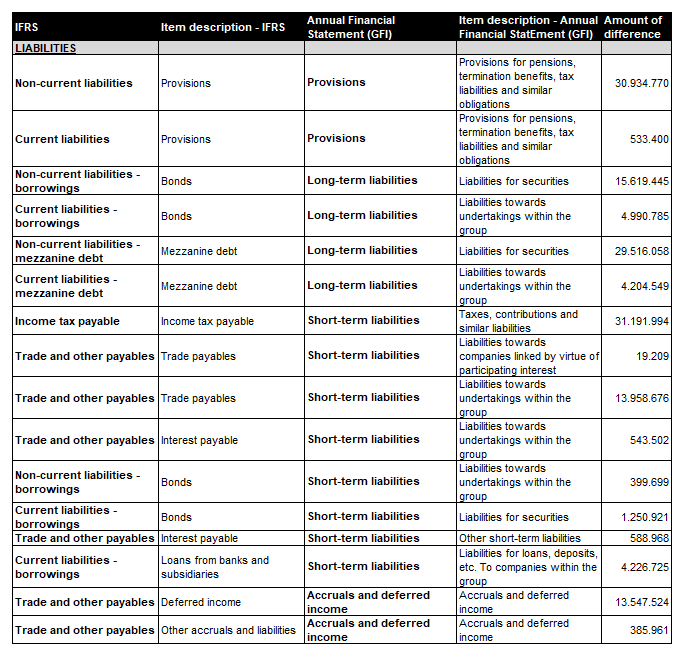 IFRS Item description - IFRS Annual Financial Statement (GFI) Item description - Annual Financial StatEment (GFI) Amount of difference
LIABILITIES
Non-current liabilities Provisions Provisions Provisions for pensions, termination benefits, tax liabilities and similar obligations 30.934.770
Current liabilities Provisions Provisions Provisions for pensions, termination benefits, tax liabilities and similar obligations 533.400
Non-current liabilities - borrowings Bonds Long-term liabilities Liabilities for securities 15.619.445
Current liabilities - borrowings Bonds Long-term liabilities Liabilities towards undertakings within the group 4.990.785
Non-current liabilities - mezzanine debt Mezzanine debt Long-term liabilities Liabilities for securities 29.516.058
Current liabilities - mezzanine debt Mezzanine debt Long-term liabilities Liabilities towards undertakings within the group 4.204.549
Income tax payable Income tax payable Short-term liabilities Taxes, contributions and similar liabilities 31.191.994
Trade and other payables Trade payables Short-term liabilities Liabilities towards companies linked by virtue of participating interest 19.209
Trade and other payables Trade payables Short-term liabilities Liabilities towards undertakings within the group 13.958.676
Trade and other payables Interest payable Short-term liabilities Liabilities towards undertakings within the group 543.502
Non-current liabilities - borrowings Bonds Short-term liabilities Liabilities towards undertakings within the group 399.699
Current liabilities - borrowings Bonds Short-term liabilities Liabilities for securities 1.250.921
Trade and other payables Interest payable Short-term liabilities Other short-term liabilities 588.968
Current liabilities - borrowings Loans from banks and subsidiaries Short-term liabilities Liabilities for loans, deposits, etc. To companies within the group 4.226.725
Trade and other payables Deferred income Accruals and deferred income Accruals and deferred income 13.547.524
Trade and other payables Other accruals and liabilities Accruals and deferred income Accruals and deferred income 385.961